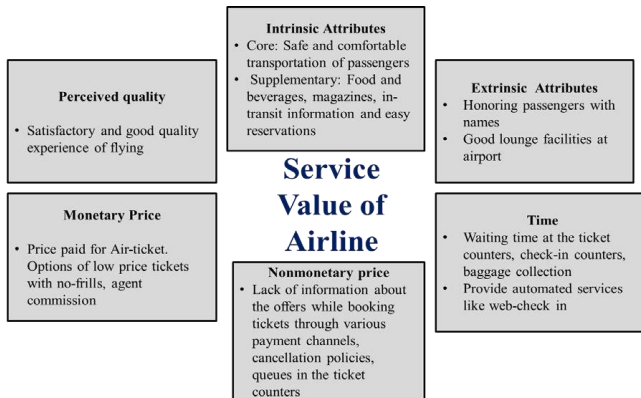 Intrinsic Attributes
• Core: Safe and comfortable
transportation of passengers
• Supplementary: Food and
beverages, magazines, in-
transit information and easy
reservations
Perceived quality
• Satisfactory and good quality
experience of flying
Extrinsic Attributes
• Honoring passengers with
names
• Good lounge facilities at
airport
Service
Value of
Airline
Monetary Price
• Price paid for Air-ticket.
Options of low price tickets
with no-frills, agent
commission
Time
• Waiting time at the ticket
counters, check-in counters,
baggage collection
• Provide automated services
like web-check in
Nonmonetary price
• Lack of information about
the offers while booking
tickets through various
payment channels,
cancellation policies,
queues in the ticket
counters